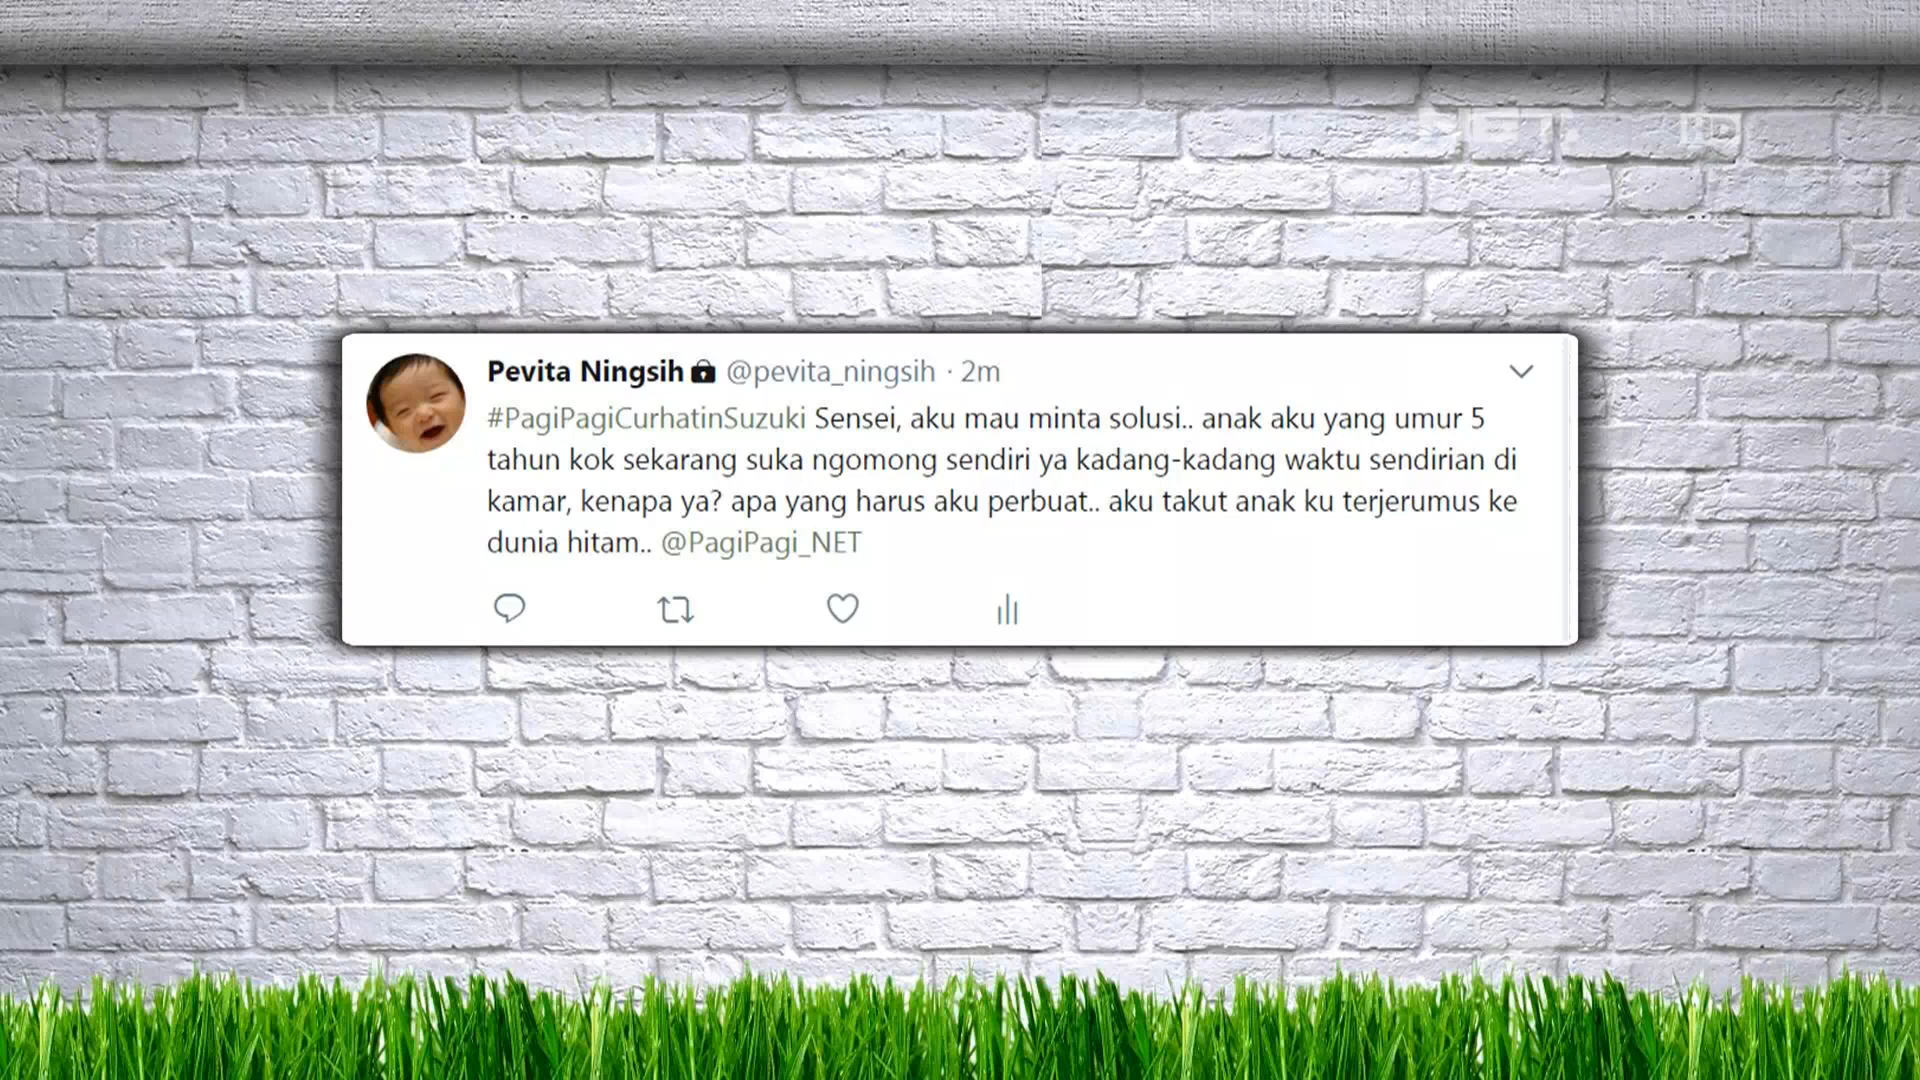 NET.
HD
Pevita Ningsih @pevita_ningsih · 2m
#PagiPagiCurhatinSuzuki Sensei, aku mau minta solusi.. anak aku yang umur 5
tahun kok sekarang suka ngomong sendiri ya kadang-kadang waktu sendirian di
kamar, kenapa ya? apa yang harus aku perbuat.. aku takut anak ku terjerumus ke
dunia hitam.. @PagiPagi_NET